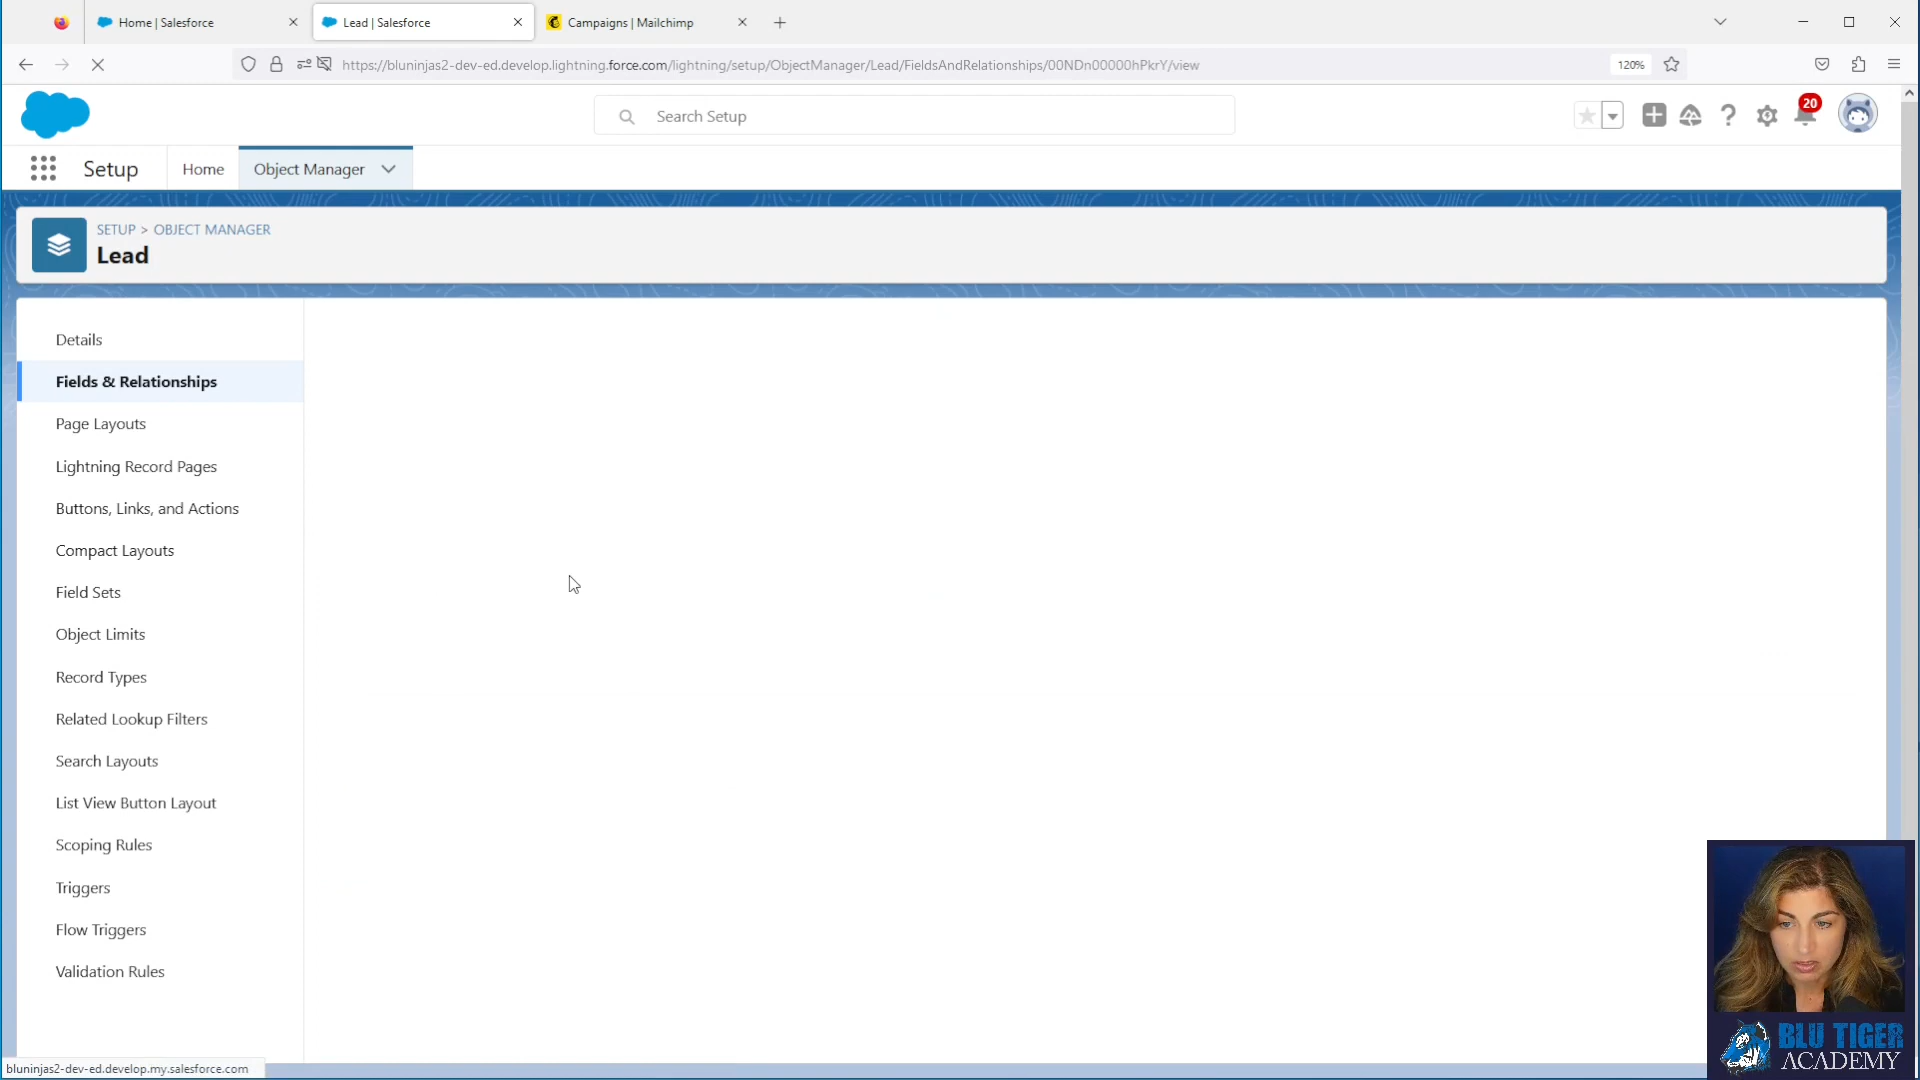 Home | Salesforce
Lead | Salesforce
Campaigns | Mailchimp
https://bluninjas2-dev-ed.develop.lightning.force.com/lightning/setup/ObjectManager/Lead/FieldsAndRelationships/00NDn00000hPkrY/view
120%
Search Setup
20
Setup
Home
Object Manager
SETUP > OBJECT MANAGER
Lead
Details
Fields & Relationships
Page Layouts
Lightning Record Pages
Buttons, Links, and Actions
Compact Layouts
Field Sets
Object Limits
Record Types
Related Lookup Filters
Search Layouts
List View Button Layout
Scoping Rules
Triggers
Flow Triggers
Validation Rules
bluninjas2-dev-ed.develop.my.salesforce.com
BLU TIGER
ACADEMY